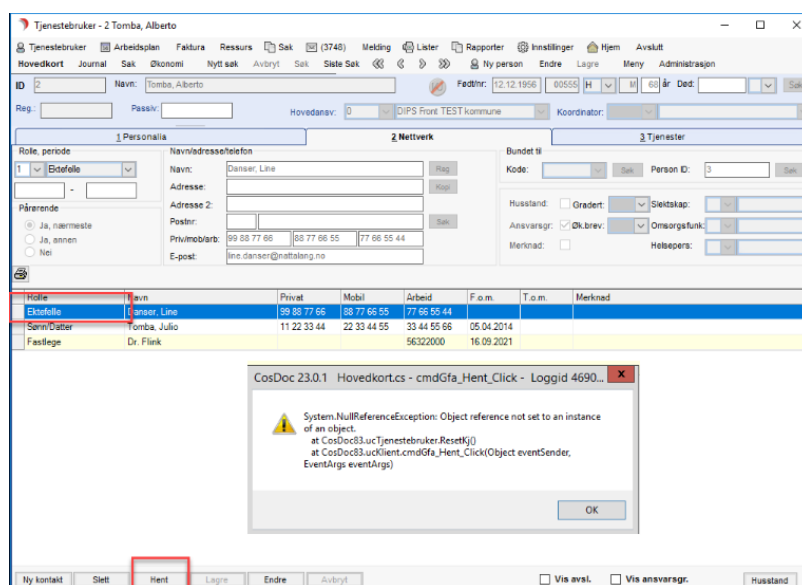 Tjenestebruker - 2 Tomba, Alberto
Tjenestebruker Arbeidsplan Faktura Ressurs Sak (3748) Melding Lister Rapporter Innstillinger Hjem Avslutt
Hovedkort Journal Sak Økonomi Nytt søk Avbryt Søk Siste Søk Ny person Endre Lagre Meny Administrasjon
ID 2 Navn: Tomba, Alberto Født/nr: 12.12.1956 00555 H M 68 år Død: Søk
Reg.: Passiv: Hovedansv: 0 DIPS Front TEST kommune Koordinator:
1 Personalia 2 Nettverk 3 Tjenester
Rolle, periode Navn/adresse/telefon Bundet til
1 Ektefelle Navn: Danser, Line Rag Kode: Søk Person ID: 3 Søk
- Adresse: Kopi
Pårørende Adresse 2: Husstand: Gradert: Slektskap:
Ja, nærmeste Postnr: Søk Ansvarsgr: Øk.brev: Omsorgsfunk:
Ja, annen Priv/mob/arb: 99 88 77 66 88 77 66 55 77 66 55 44 Merknad: Helsepers:
Nei E-post: line.danser@nattalang.no
Rolle Navn Privat Mobil Arbeid F.o.m. T.o.m. Merknad
Ektefelle Danser, Line 99 88 77 66 88 77 66 55 77 66 55 44
Sønn/Datter Tomba, Julio 11 22 33 44 22 33 44 55 33 44 55 66 05.04.2014
Fastlege Dr. Flink 56322000 16.09.2021
CosDoc 23.0.1 Hovedkort.cs - cmdGfa_Hent_Click - Loggid 4690... x
System.NullReferenceException: Object reference not set to an instance
of an object.
at CosDoc83.ucTjenestebruker.ResetKj()
at CosDoc83.ucKlient.cmdGfa_Hent_Click(Object eventSender,
EventArgs eventArgs)
OK
Ny kontakt Slett Hent Lagre Endre Avbryt Vis avsl. Vis ansvarsgr. Husstand